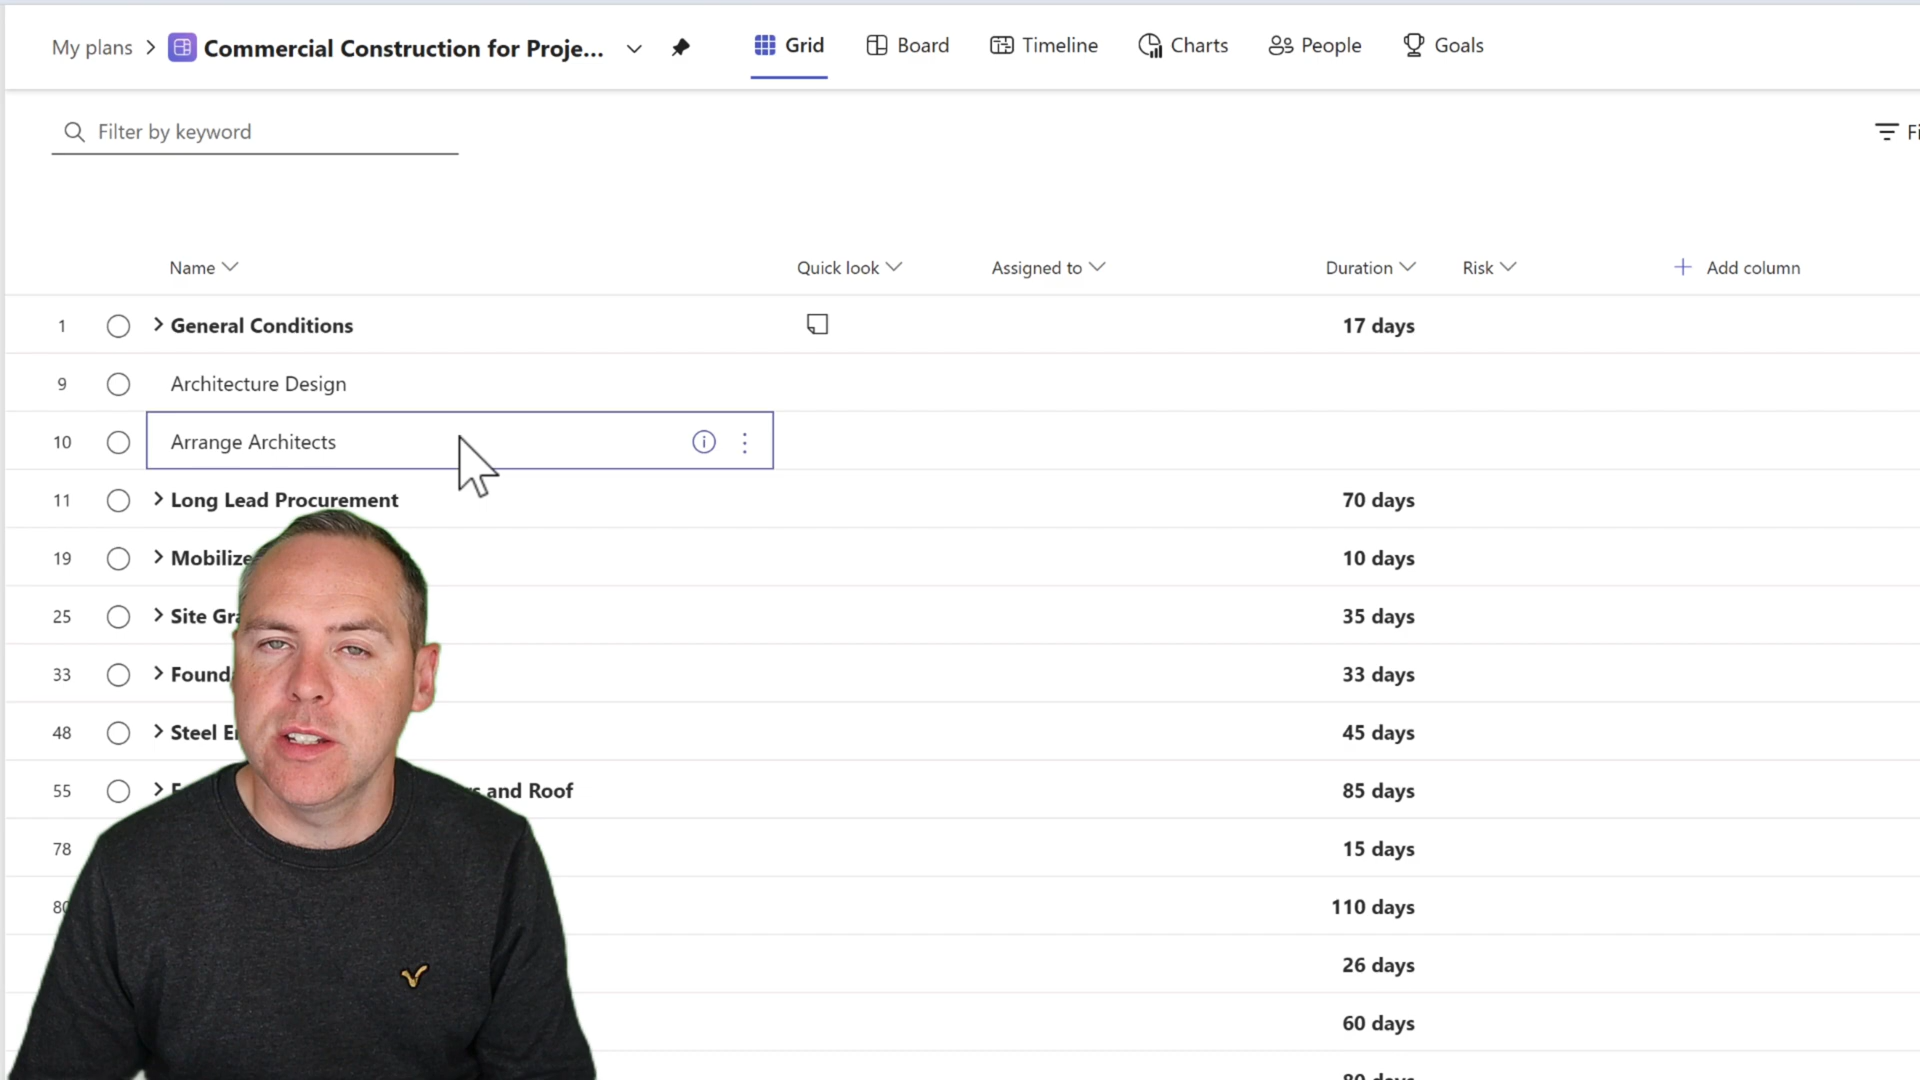 My plans > Commercial Construction for Proje...
Grid
Board
Timeline
Charts
People
Goals
Filter by keyword
Name
Quick look
Assigned to
Duration
Risk
+ Add column
1 General Conditions 17 days
9 Architecture Design
10 Arrange Architects
11 Long Lead Procurement 70 days
19 Mobilize 10 days
25 Site 35 days
33 33 days
48 Steel 45 days
55 and Roof 85 days
78 15 days
80 110 days
26 days
60 days